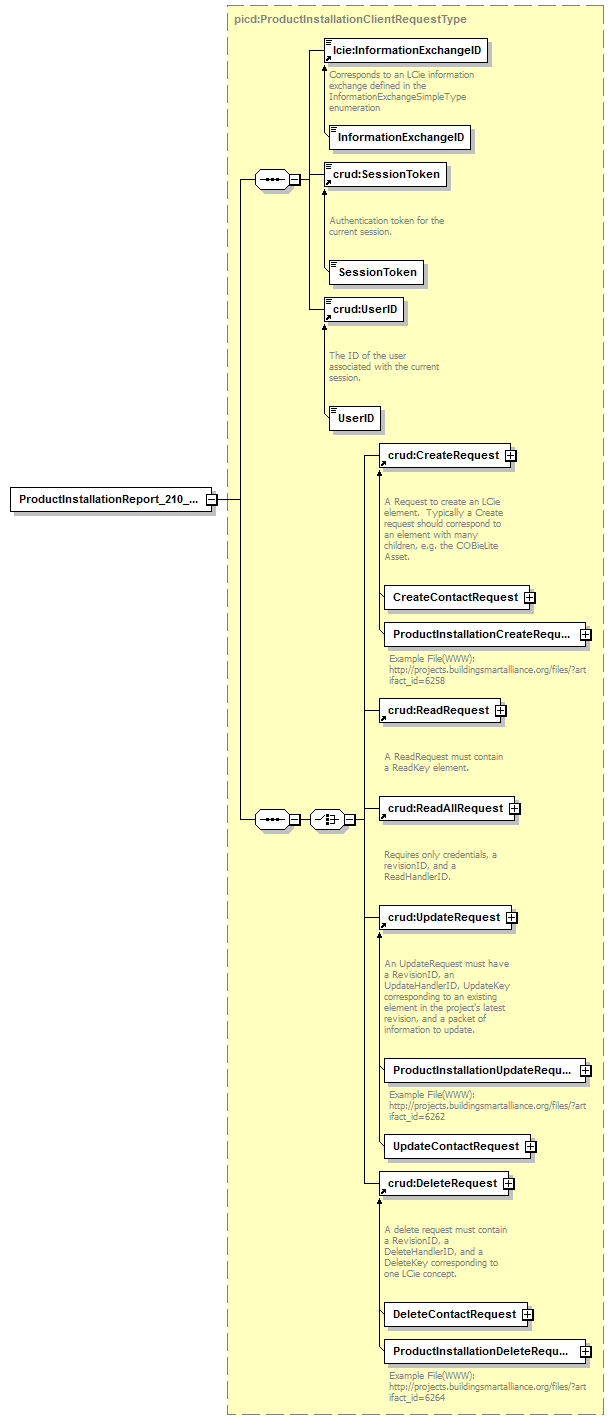 picd:ProductInstallationClientRequestType
lcie:InformationExchangeID
Corresponds to an LCie information
exchange defined in the
InformationExchangeSimpleType
enumeration
InformationExchangeID
crud:SessionToken
Authentication token for the
current session.
SessionToken
crud:UserID
The ID of the user
associated with the current
session.
UserID
crud:CreateRequest
ProductInstallationReport_210_...
A Request to create an LCie
element.  Typically a Create
request should correspond to
an element with many
children, e.g. the COBieLite
Asset.
CreateContactRequest
ProductInstallationCreateRequ...
Example File(WWW):
http://projects.buildingsmartalliance.org/files/?art
ifact_id=6258
crud:ReadRequest
A ReadRequest must contain
a ReadKey element.
crud:ReadAllRequest
Requires only credentials, a
revisionID, and a
ReadHandlerID.
crud:UpdateRequest
An UpdateRequest must have
a RevisionID, an
UpdateHandlerID, UpdateKey
corresponding to an existing
element in the project's latest
revision, and a packet of
information to update.
ProductInstallationUpdateRequ...
Example File(WWW):
http://projects.buildingsmartalliance.org/files/?art
ifact_id=6262
UpdateContactRequest
crud:DeleteRequest
A delete request must contain
a RevisionID, a
DeleteHandlerID, and a
DeleteKey corresponding to
one LCie concept.
DeleteContactRequest
ProductInstallationDeleteRequ...
Example File(WWW):
http://projects.buildingsmartalliance.org/files/?art
ifact_id=6264